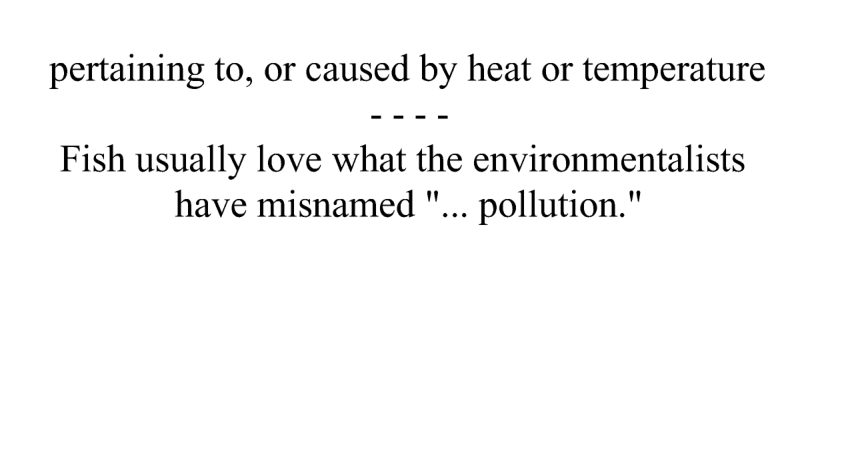 pertaining to, or caused by heat or temperature
- - - -
Fish usually love what the environmentalists
have misnamed "... pollution."